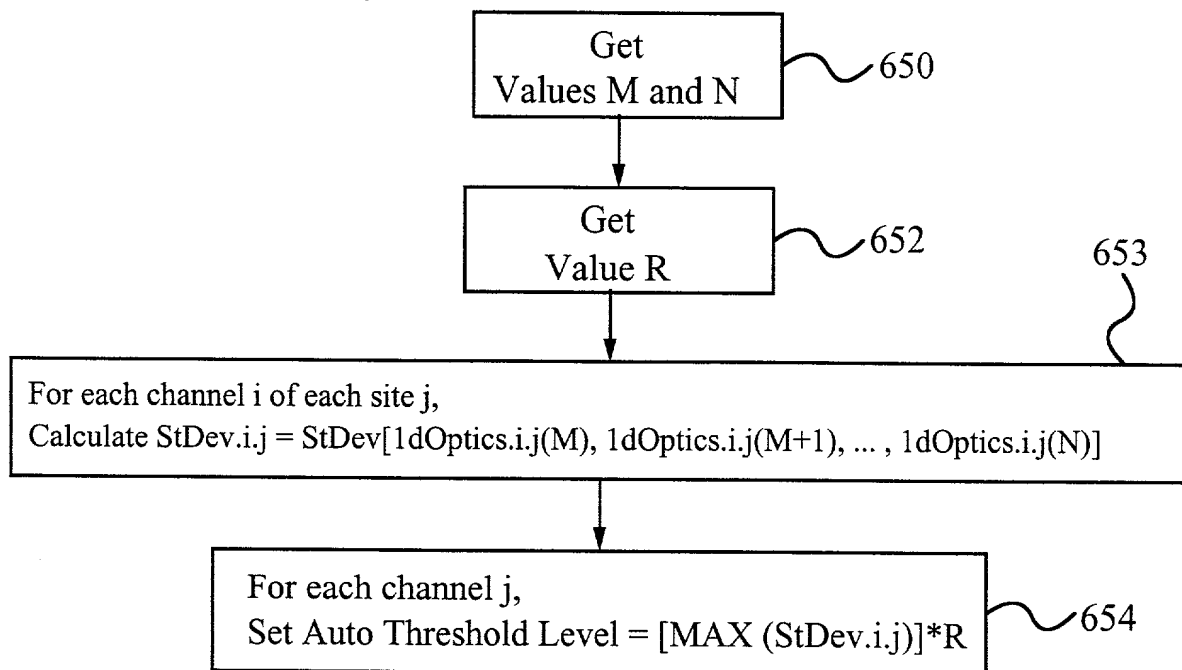 Get
Values M and N
650
Get
Value R
652
653
For each channel i of each site j,
Calculate StDev.i.j = StDev[1dOptics.i.j(M), 1dOptics.i.j(M+1), ... , 1dOptics.i.j(N)]
For each channel j,
Set Auto Threshold Level = [MAX (StDev.i.j)]*R
654